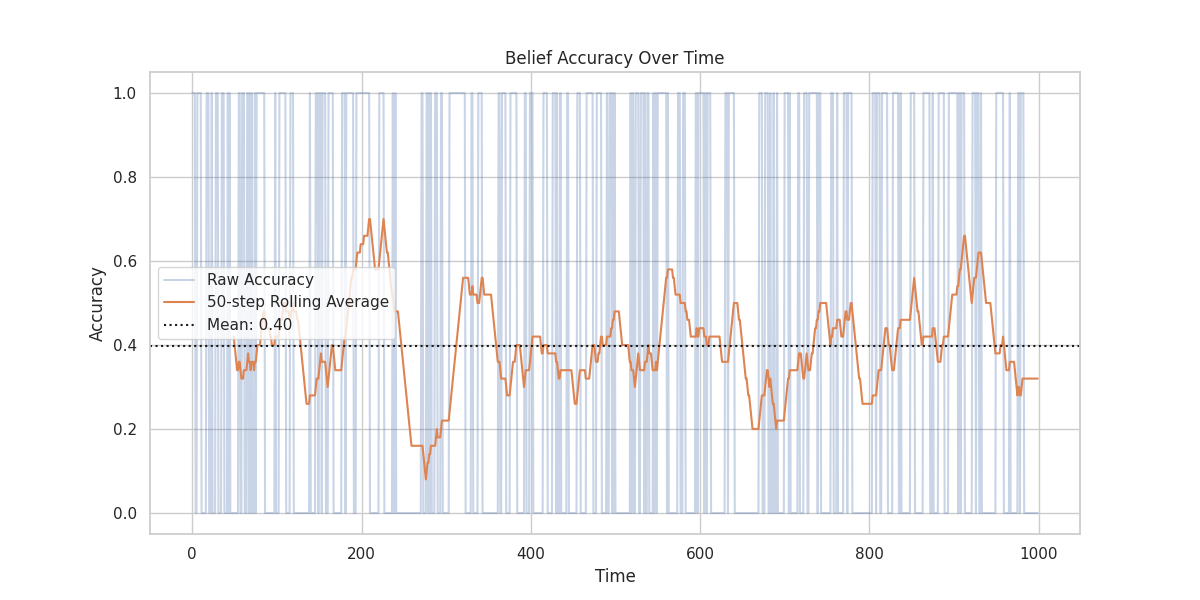 Belief Accuracy Over Time
1.0
0.8
0.6
0.4
0.2
0.0
Accuracy
Raw Accuracy
50-step Rolling Average
Mean: 0.40
0
200
400
600
800
1000
Time